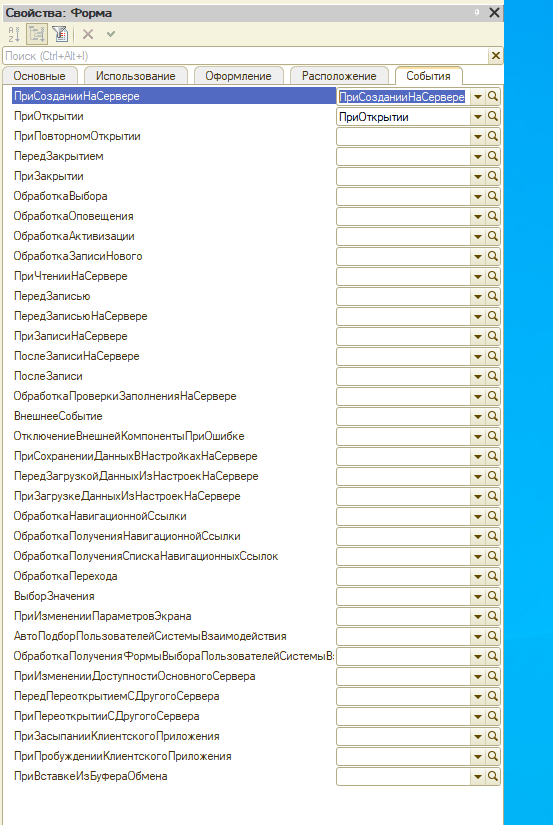 Свойства: Форма
Поиск (Ctrl+Alt+I)
Основные Использование Оформление Расположение События
ПриСозданииНаСервере ПриСозданииНаСервере
ПриОткрытии ПриОткрытии
ПриПовторномОткрытии
ПередЗакрытием
ПриЗакрытии
ОбработкаВыбора
ОбработкаОповещения
ОбработкаАктивизации
ОбработкаЗаписиНового
ПриЧтенииНаСервере
ПередЗаписью
ПередЗаписьюНаСервере
ПриЗаписиНаСервере
ПослеЗаписиНаСервере
ПослеЗаписи
ОбработкаПроверкиЗаполненияНаСервере
ВнешнееСобытие
ОтключениеВнешнейКомпонентыПриОшибке
ПриСохраненииДанныхВНастройкахНаСервере
ПередЗагрузкойДанныхИзНастроекНаСервере
ПриЗагрузкеДанныхИзНастроекНаСервере
ОбработкаНавигационнойСсылки
ОбработкаПолученияНавигационнойСсылки
ОбработкаПолученияСпискаНавигационныхСсылок
ОбработкаПерехода
ВыборЗначения
ПриИзмененииПараметровЭкрана
АвтоПодборПользователейСистемыВзаимодействия
ОбработкаПолученияФормыВыбораПользователейСистемыВз
ПриИзмененииДоступностиОсновногоСервера
ПередПереоткрытиемСДругогоСервера
ПриПереоткрытииСДругогоСервера
ПриЗасыпанииКлиентскогоПриложения
ПриПробужденииКлиентскогоПриложения
ПриВставкеИзБуфераОбмена